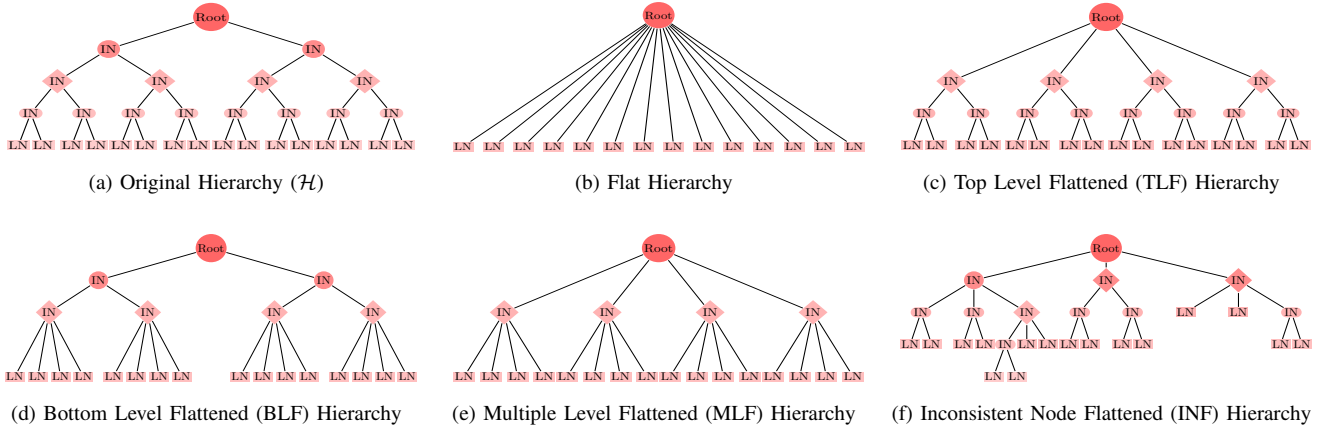 Root
IN IN
IN IN IN IN
IN IN IN IN IN IN IN IN
LN LN LN LN LN LN LN LN LN LN LN LN LN LN LN LN
(a) Original Hierarchy (ℋ)
Root
LN LN LN LN LN LN LN LN LN LN LN LN LN LN
(b) Flat Hierarchy
Root
IN IN IN IN
IN IN IN IN IN IN IN IN
LN LN LN LN LN LN LN LN LN LN LN LN LN LN LN LN
(c) Top Level Flattened (TLF) Hierarchy
Root
IN IN
IN IN IN IN
LN LN LN LN LN LN LN LN LN LN LN LN LN LN LN LN
(d) Bottom Level Flattened (BLF) Hierarchy
Root
IN IN IN IN
LN LN LN LN LN LN LN LN LN LN LN LN LN LN LN LN
(e) Multiple Level Flattened (MLF) Hierarchy
Root
IN IN IN
IN IN IN IN IN LN LN IN
LN LN LN LN IN LN LN LN LN LN LN LN LN
LN LN
(f) Inconsistent Node Flattened (INF) Hierarchy